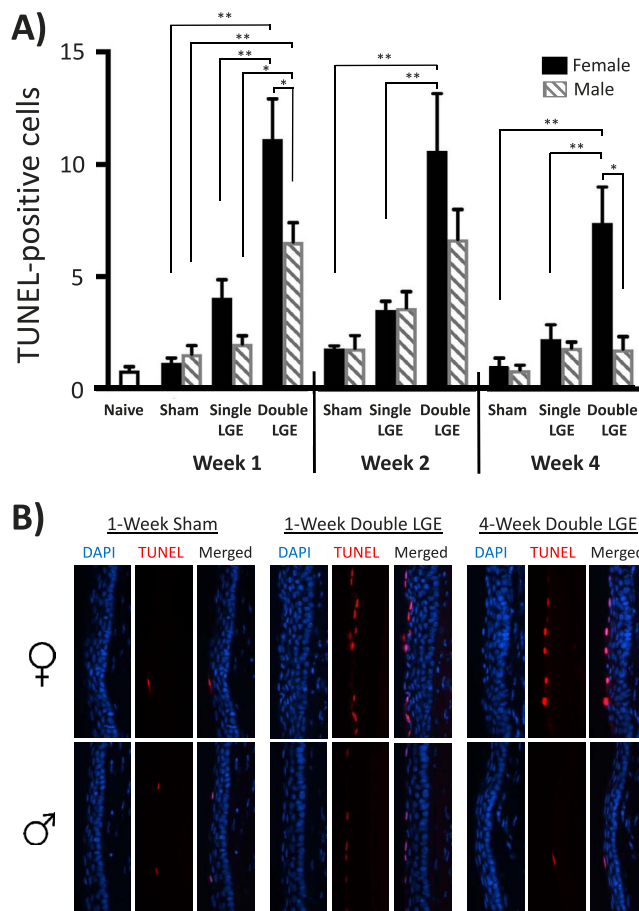 A)
TUNEL-positive cells
15
10
5
0
**
**
**
*
*
**
**
**
**
*
Female
Male
Naive Sham Single LGE Double LGE Sham Single LGE Double LGE Sham Single LGE Double LGE
Week 1 Week 2 Week 4
B)
1-Week Sham 1-Week Double LGE 4-Week Double LGE
DAPI TUNEL Merged DAPI TUNEL Merged DAPI TUNEL Merged
♀
♂